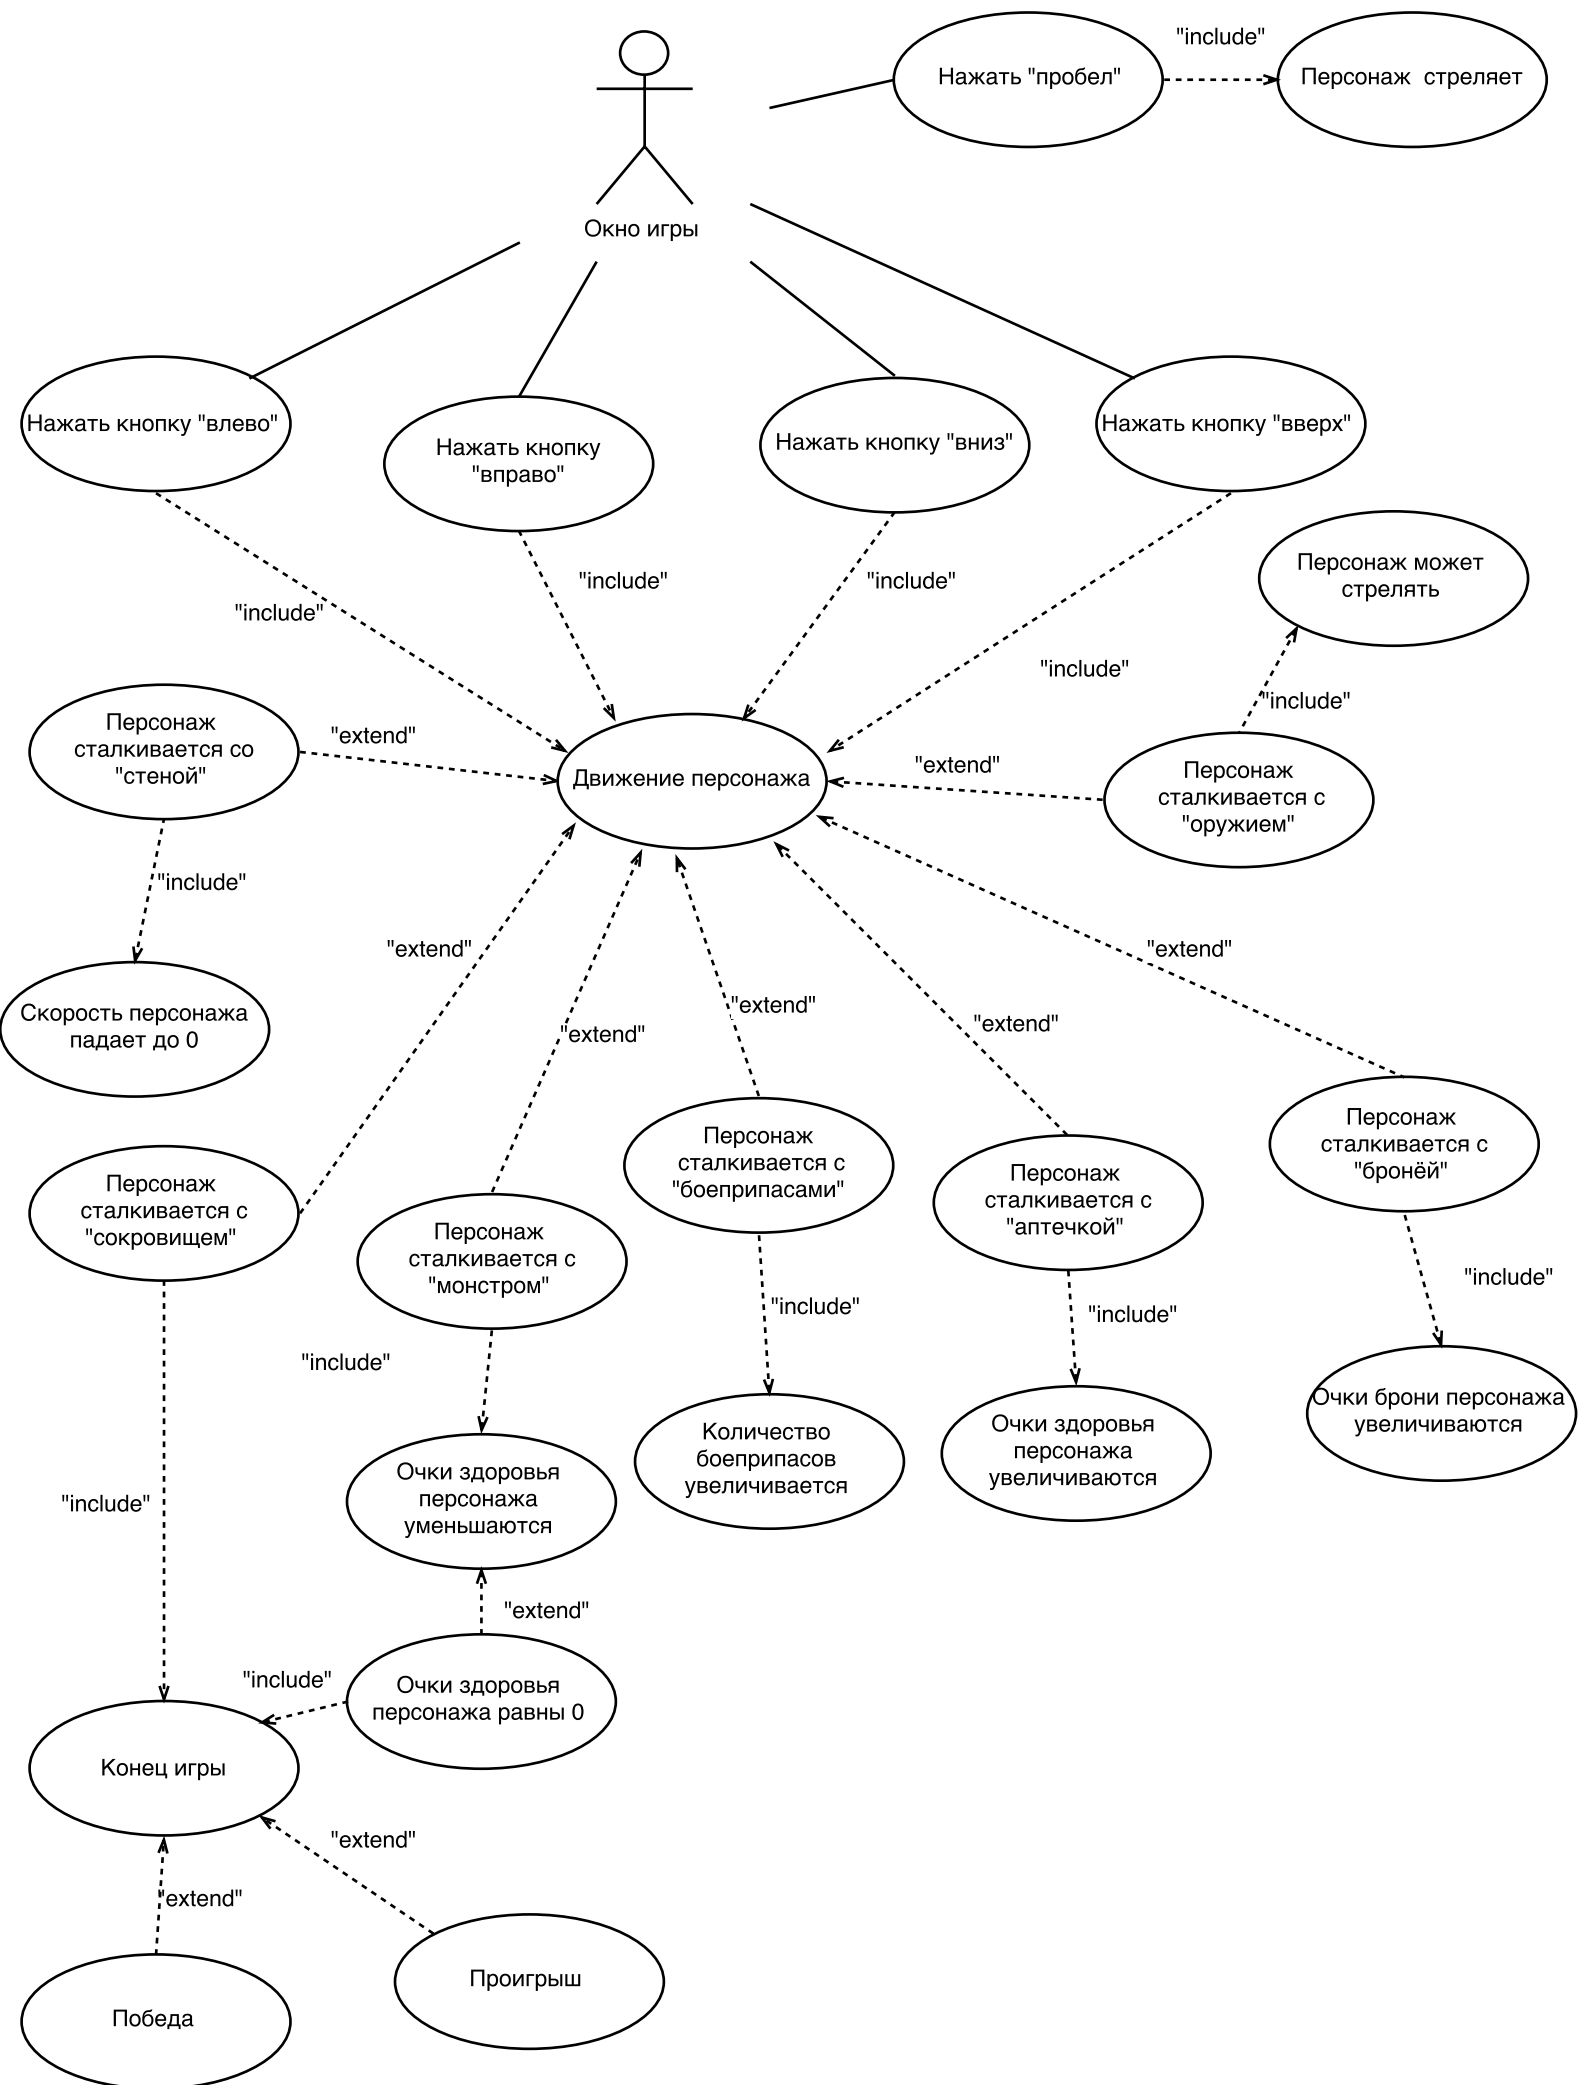 "include"
Нажать "пробел"
Персонаж  стреляет
Окно игры
Нажать кнопку "влево"
Нажать кнопку
"вправо"
Нажать кнопку "вниз"
Нажать кнопку "вверх"
"include"
"include"
"include"
"include"
Персонаж может
стрелять
"include"
Персонаж
сталкивается со
"стеной"
"extend"
Движение персонажа
"extend"
Персонаж
сталкивается с
"оружием"
"include"
"extend"
"extend"
"extend"
"extend"
"extend"
Скорость персонажа
падает до 0
Персонаж
сталкивается с
"сокровищем"
Персонаж
сталкивается с
"монстром"
Персонаж
сталкивается с
"боеприпасами"
Персонаж
сталкивается с
"аптечкой"
Персонаж
сталкивается с
"бронёй"
"include"
"include"
"include"
"include"
"include"
Очки здоровья
персонажа
уменьшаются
Количество
боеприпасов
увеличивается
Очки здоровья
персонажа
увеличиваются
Очки брони персонажа
увеличиваются
"extend"
"include"
Очки здоровья
персонажа равны 0
Конец игры
"extend"
"extend"
Победа
Проигрыш